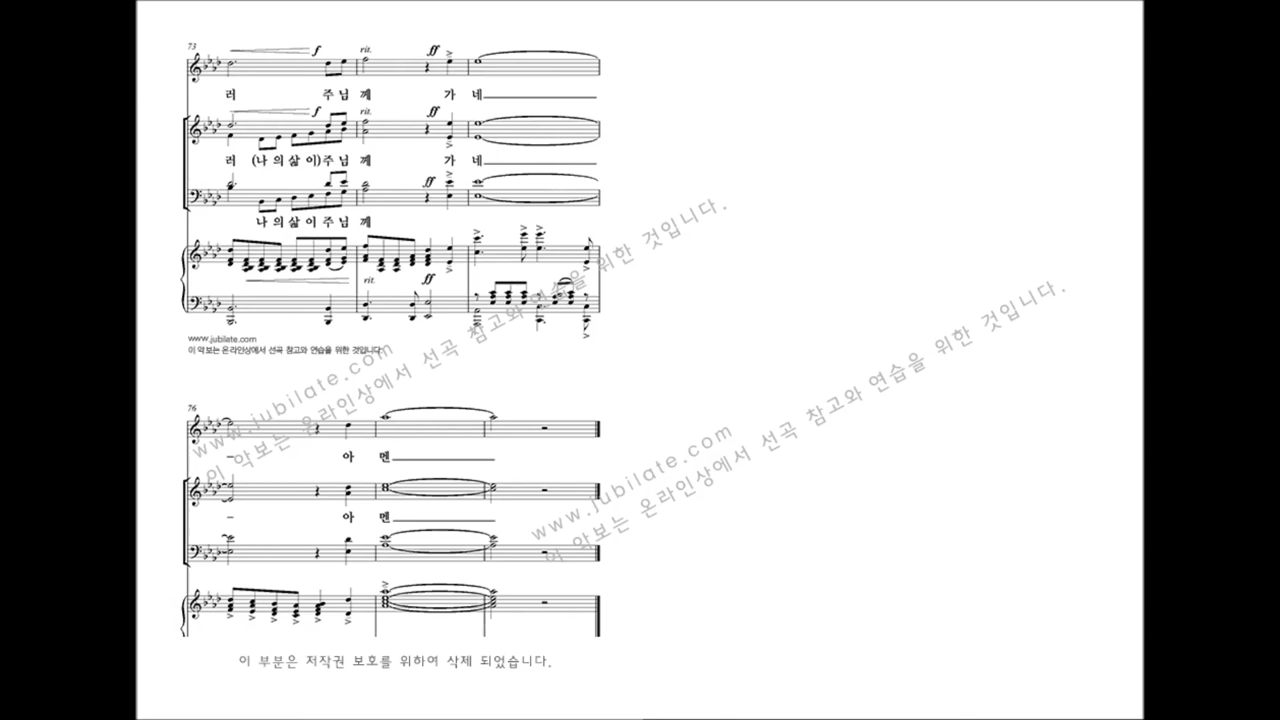 73
f rit. ff
러 주님 께 가 네
f rit. ff
러 (나 의 삶 이)주 님 께 가 네
ff
나 의 삶 이 주 님 께
rit. ff
www.jubilate.com
이 악보는 온라인상에서 선곡 참고와 연습을 위한 것입니다.
www.jubilate.com
이 악보는 온라인상에서 선곡 참고와 연습을 위한 것입니다.
76
아 멘
아 멘
www.jubilate.com
이 악보는 온라인상에서 선곡 참고와 연습을 위한 것입니다.
이 부분은 저작권 보호를 위하여 삭제 되었습니다.